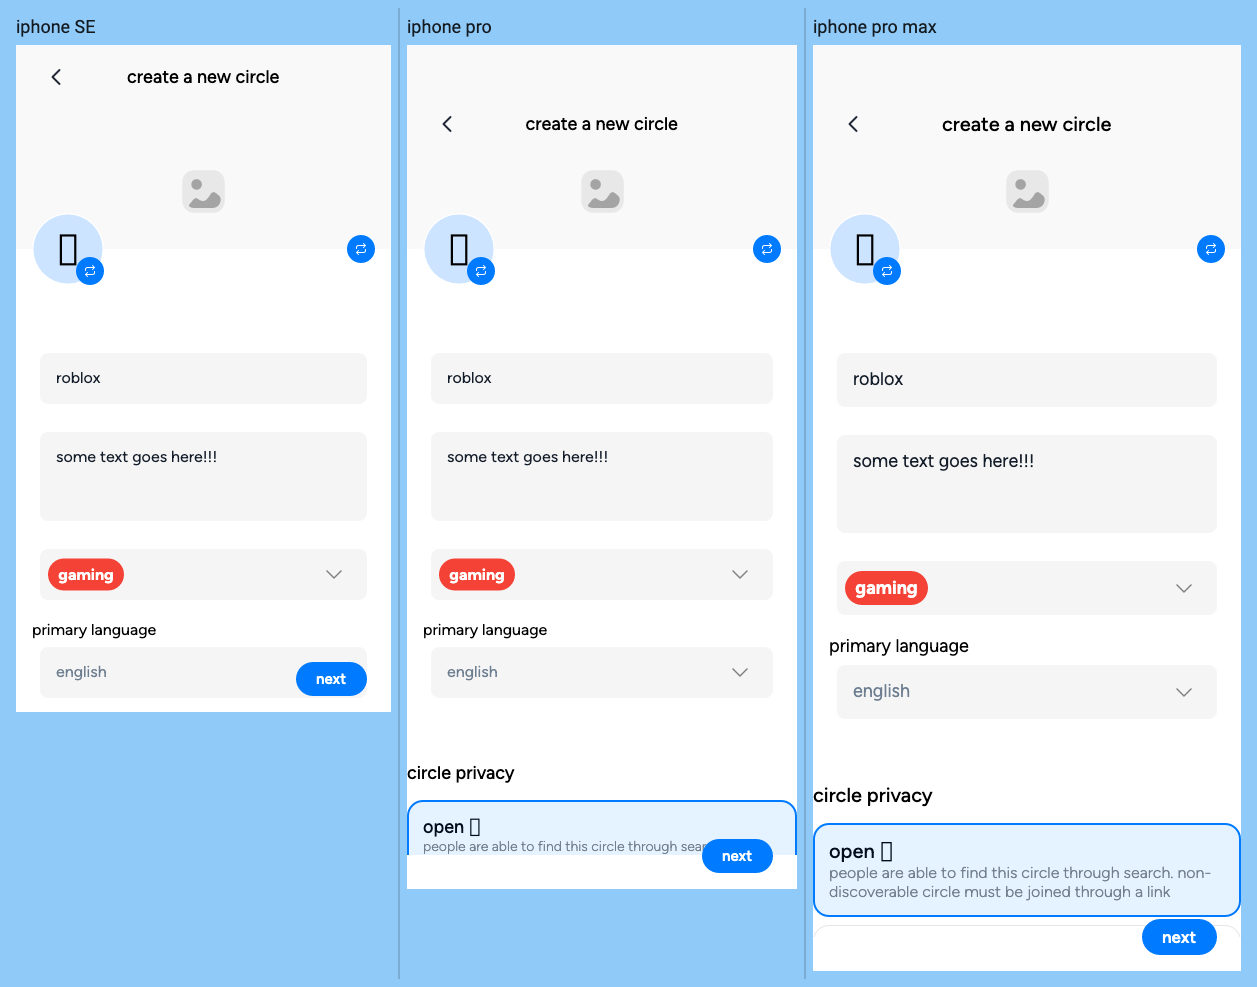 iphone SE
create a new circle
roblox
some text goes here!!!
gaming
primary language
english
next
iphone pro
create a new circle
roblox
some text goes here!!!
gaming
primary language
english
circle privacy
open
people are able to find this circle through
next
iphone pro max
create a new circle
roblox
some text goes here!!!
gaming
primary language
english
circle privacy
open
people are able to find this circle through search. non-
discoverable circle must be joined through a link
next